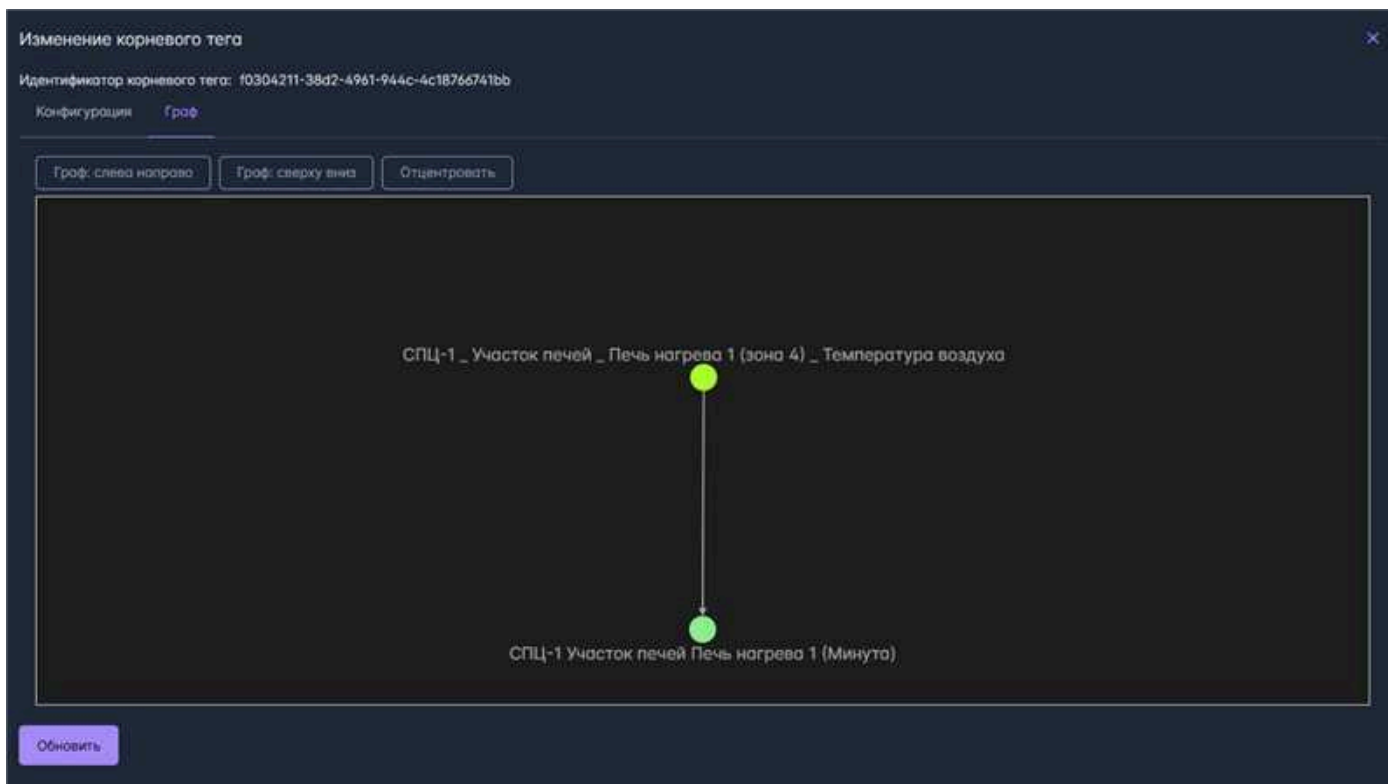 Изменение корневого тега
Идентификатор корневого тега: f0304211-38d2-4961-944c-4c18766741bb
Конфигурация Граф
Граф: слева направо Граф: сверху вниз Отцентровать
СПЦ-1 _ Участок печей _ Печь нагрева 1 (зона 4) _ Температура воздуха
СПЦ-1 Участок печей Печь нагрева 1 (Минута)
Обновить